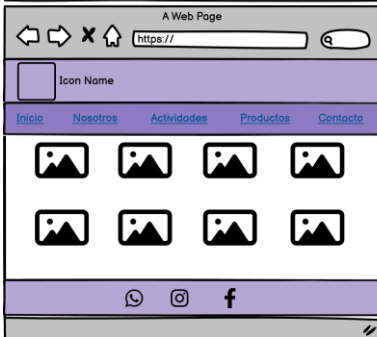 A Web Page
https://
Icon Name
Inicio Nosotros Actividades Productos Contacto